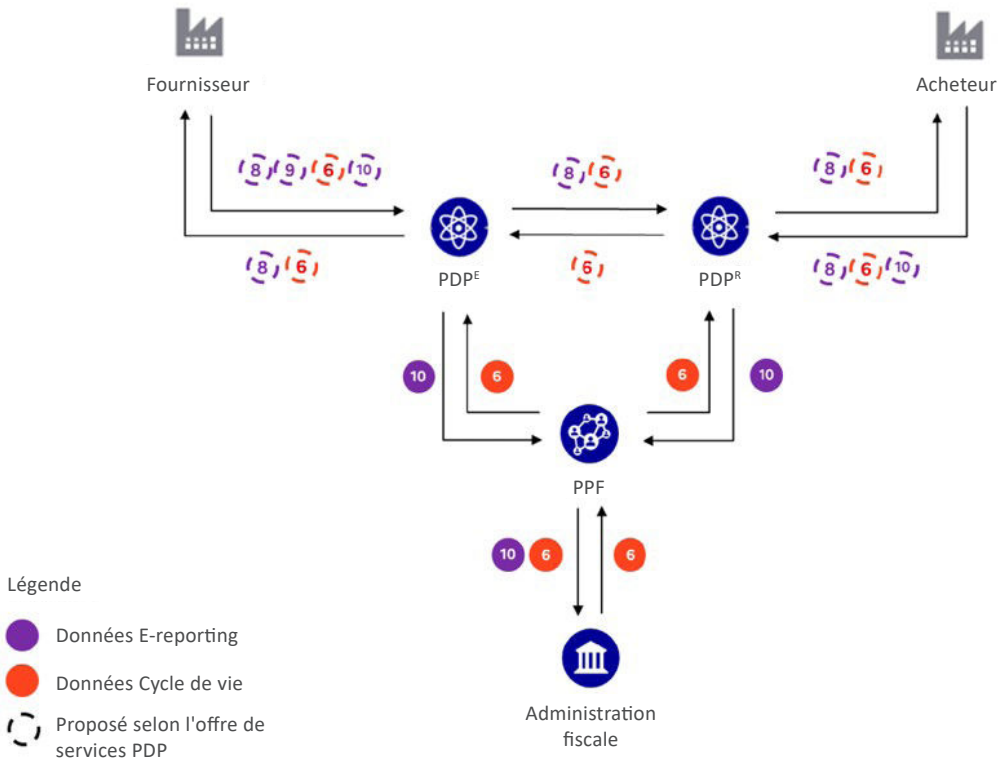 Fournisseur
Acheteur
8 9 6 10
8 6
8 6
8 6
6
8 6 10
PDPE
PDPR
10
6
6
10
PPF
10 6
6
Légende
Données E-reporting
Données Cycle de vie
Proposé selon l'offre de
services PDP
Administration
fiscale